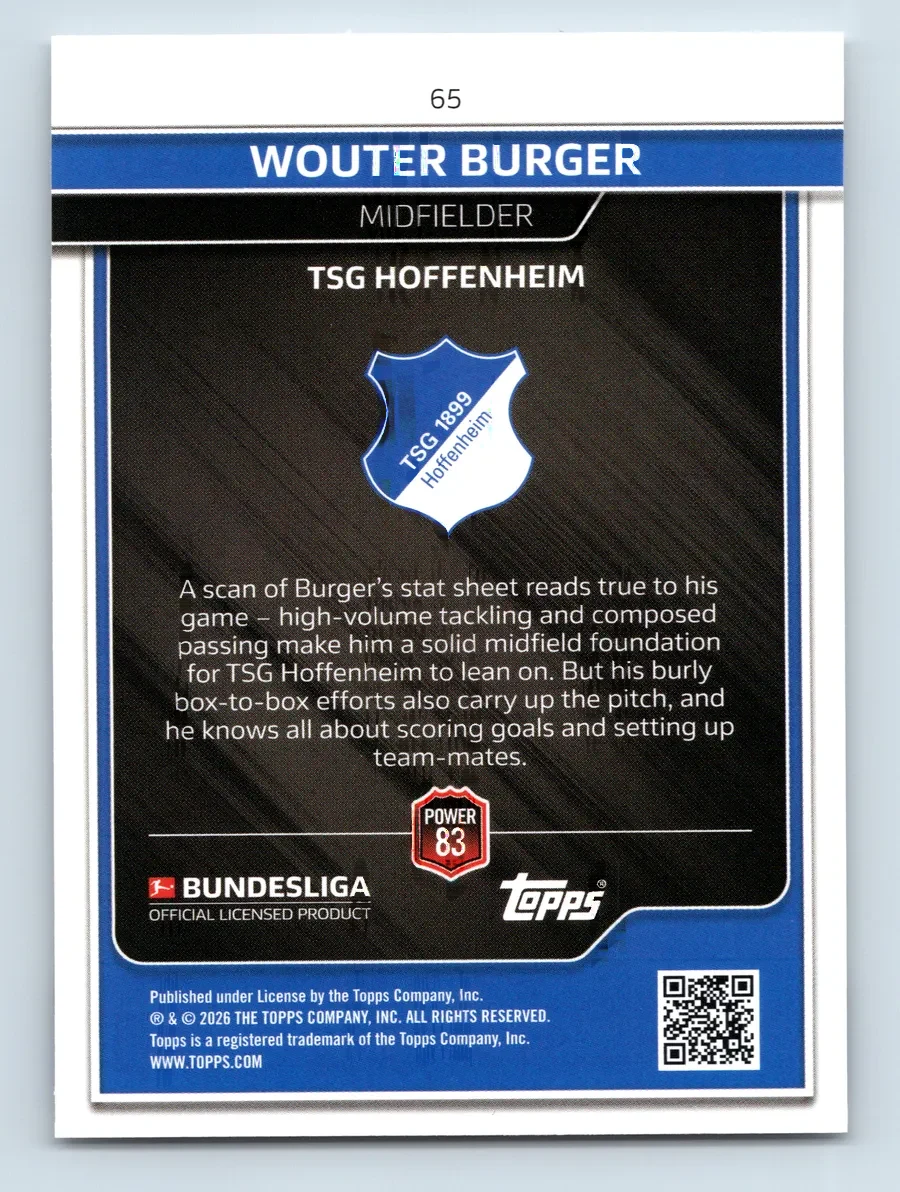 65
WOUTER BURGER
MIDFIELDER
TSG HOFFENHEIM
TSG 1899
Hoffenheim
A scan of Burger's stat sheet reads true to his
game – high-volume tackling and composed
passing make him a solid midfield foundation
for TSG Hoffenheim to lean on. But his burly
box-to-box efforts also carry up the pitch, and
he knows all about scoring goals and setting up
team-mates.
POWER
83
BUNDESLIGA
OFFICIAL LICENSED PRODUCT
topps®
Published under License by the Topps Company, Inc.
® & © 2026 THE TOPPS COMPANY, INC. ALL RIGHTS RESERVED.
Topps is a registered trademark of the Topps Company, Inc.
WWW.TOPPS.COM